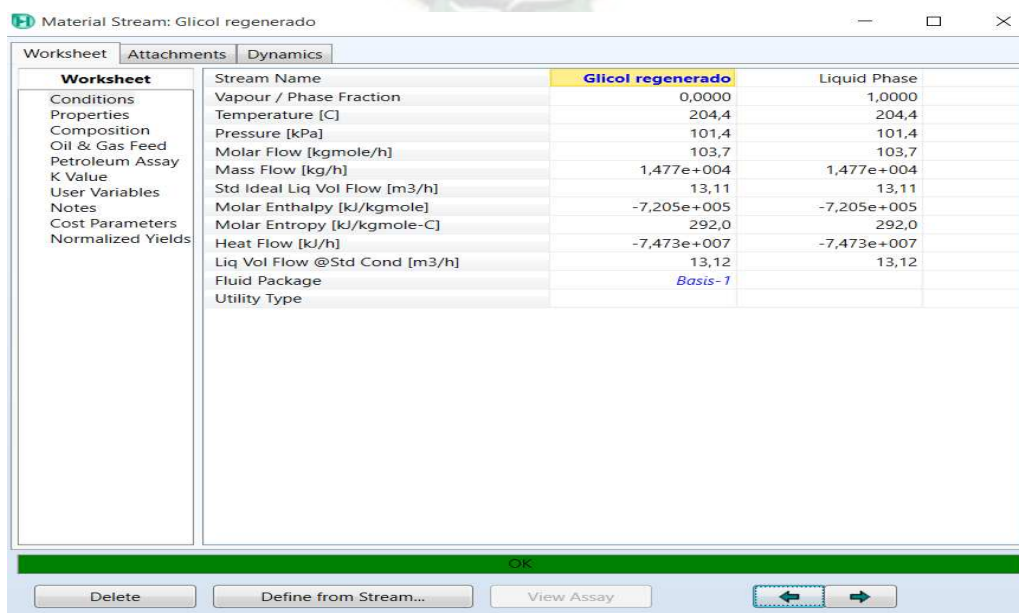 Material Stream: Glicol regenerado
Worksheet Attachments Dynamics
Worksheet
Conditions
Properties
Composition
Oil & Gas Feed
Petroleum Assay
K Value
User Variables
Notes
Cost Parameters
Normalized Yields
Stream Name Glicol regenerado Liquid Phase
Vapour / Phase Fraction 0,0000 1,0000
Temperature [C] 204,4 204,4
Pressure [kPa] 101,4 101,4
Molar Flow [kgmole/h] 103,7 103,7
Mass Flow [kg/h] 1,477e+004 1,477e+004
Std Ideal Liq Vol Flow [m3/h] 13,11 13,11
Molar Enthalpy [kJ/kgmole] -7,205e+005 -7,205e+005
Molar Entropy [kJ/kgmole-C] 292,0 292,0
Heat Flow [kJ/h] -7,473e+007 -7,473e+007
Liq Vol Flow @Std Cond [m3/h] 13,12 13,12
Fluid Package Basis-1
Utility Type
OK
Delete Define from Stream... View Assay